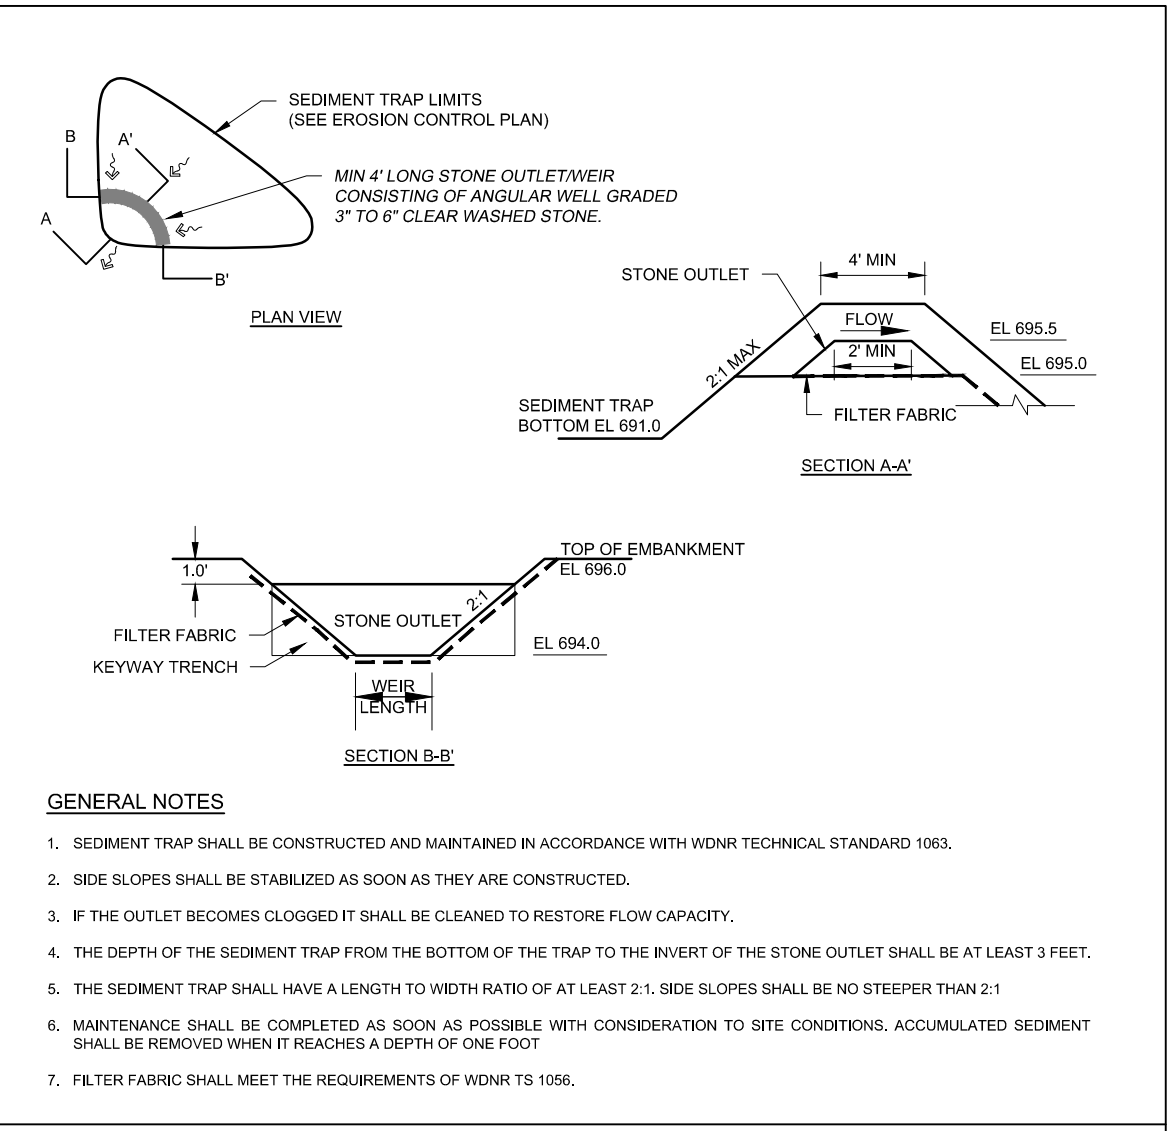 SEDIMENT TRAP LIMITS
(SEE EROSION CONTROL PLAN)
B
A'
MIN 4' LONG STONE OUTLET/WEIR
CONSISTING OF ANGULAR WELL GRADED
3" TO 6" CLEAR WASHED STONE.
A
B'
PLAN VIEW
4' MIN
STONE OUTLET
FLOW
EL 695.5
2' MIN
2:1 MAX
EL 695.0
SEDIMENT TRAP
BOTTOM EL 691.0
FILTER FABRIC
SECTION A-A'
TOP OF EMBANKMENT
EL 696.0
1.0'
2:1
STONE OUTLET
FILTER FABRIC
EL 694.0
KEYWAY TRENCH
WEIR
LENGTH
SECTION B-B'
GENERAL NOTES
1. SEDIMENT TRAP SHALL BE CONSTRUCTED AND MAINTAINED IN ACCORDANCE WITH WDNR TECHNICAL STANDARD 1063.
2. SIDE SLOPES SHALL BE STABILIZED AS SOON AS THEY ARE CONSTRUCTED.
3. IF THE OUTLET BECOMES CLOGGED IT SHALL BE CLEANED TO RESTORE FLOW CAPACITY.
4. THE DEPTH OF THE SEDIMENT TRAP FROM THE BOTTOM OF THE TRAP TO THE INVERT OF THE STONE OUTLET SHALL BE AT LEAST 3 FEET.
5. THE SEDIMENT TRAP SHALL HAVE A LENGTH TO WIDTH RATIO OF AT LEAST 2:1. SIDE SLOPES SHALL BE NO STEEPER THAN 2:1
6. MAINTENANCE SHALL BE COMPLETED AS SOON AS POSSIBLE WITH CONSIDERATION TO SITE CONDITIONS. ACCUMULATED SEDIMENT
SHALL BE REMOVED WHEN IT REACHES A DEPTH OF ONE FOOT
7. FILTER FABRIC SHALL MEET THE REQUIREMENTS OF WDNR TS 1056.